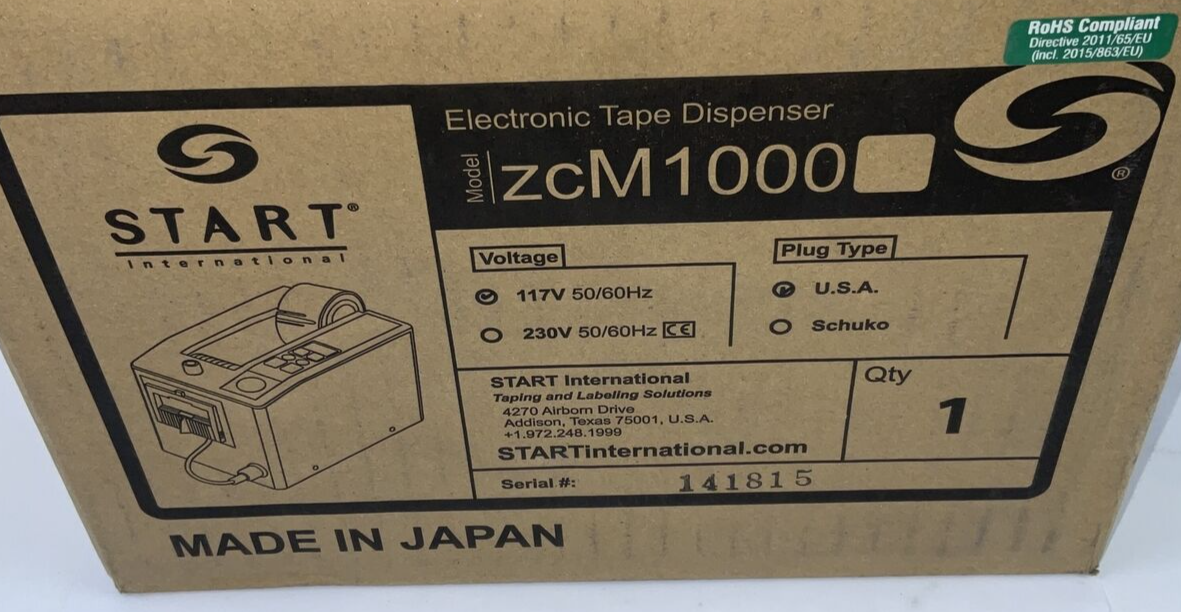 RoHS Compliant
Directive 2011/65/EU
(incl. 2015/863/EU)
START®
International
Electronic Tape Dispenser
Model zcM1000
®
Voltage
117V 50/60Hz
230V 50/60Hz CE
Plug Type
U.S.A.
Schuko
START International
Taping and Labeling Solutions
4270 Airborn Drive
Addison, Texas 75001, U.S.A.
+1.972.248.1999
STARTinternational.com
Qty
1
Serial #: 141815
MADE IN JAPAN